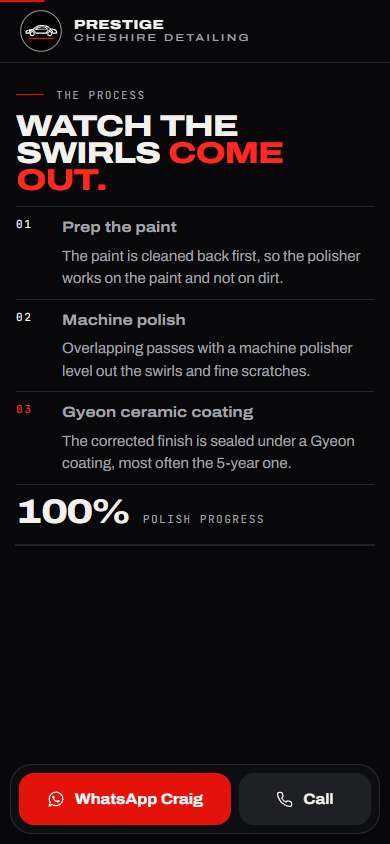 PRESTIGE
CHESHIRE DETAILING
THE PROCESS
WATCH THE
SWIRLS COME
OUT.
01
Prep the paint
The paint is cleaned back first, so the polisher
works on the paint and not on dirt.
02
Machine polish
Overlapping passes with a machine polisher
level out the swirls and fine scratches.
03
Gyeon ceramic coating
The corrected finish is sealed under a Gyeon
coating, most often the 5-year one.
100% POLISH PROGRESS
WhatsApp Craig
Call